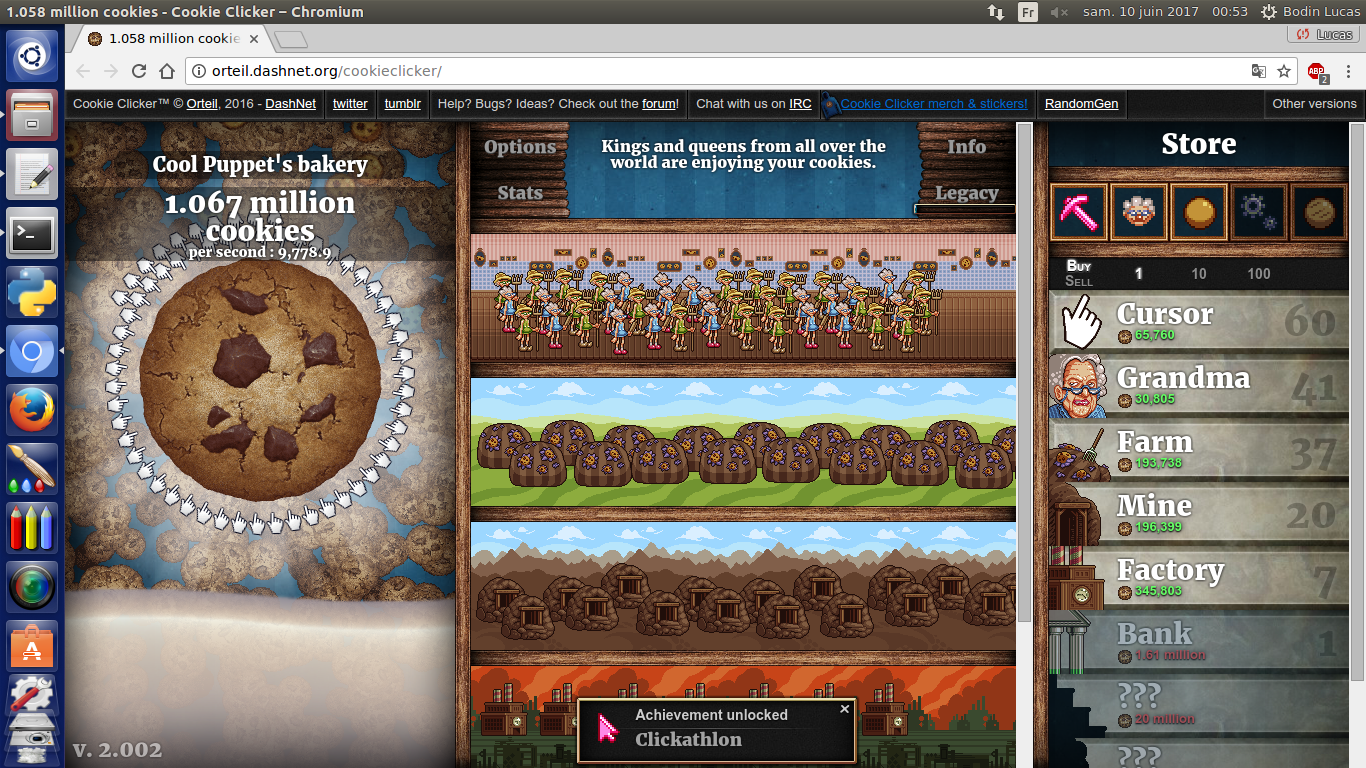 1.058 million cookies - Cookie Clicker – Chromium
Fr
sam. 10 juin 2017
00:53
Bodin Lucas
1.058 million cookie
Lucas
orteil.dashnet.org/cookieclicker/
ABP
2
Cookie Clicker™ © Orteil, 2016 - DashNet
twitter
tumblr
Help? Bugs? Ideas? Check out the forum!
Chat with us on IRC
Cookie Clicker merch & stickers!
RandomGen
Other versions
Cool Puppet's bakery
1.067 million
cookies
per second : 9,778.9
v. 2.002
Options
Stats
Kings and queens from all over the
world are enjoying your cookies.
Info
Legacy
Achievement unlocked
Clickathlon
Store
Buy
Sell
1
10
100
Cursor
65,760
60
Grandma
30,805
41
Farm
193,738
37
Mine
196,399
20
Factory
345,803
7
Bank
1.61 million
1
???
20 million
???